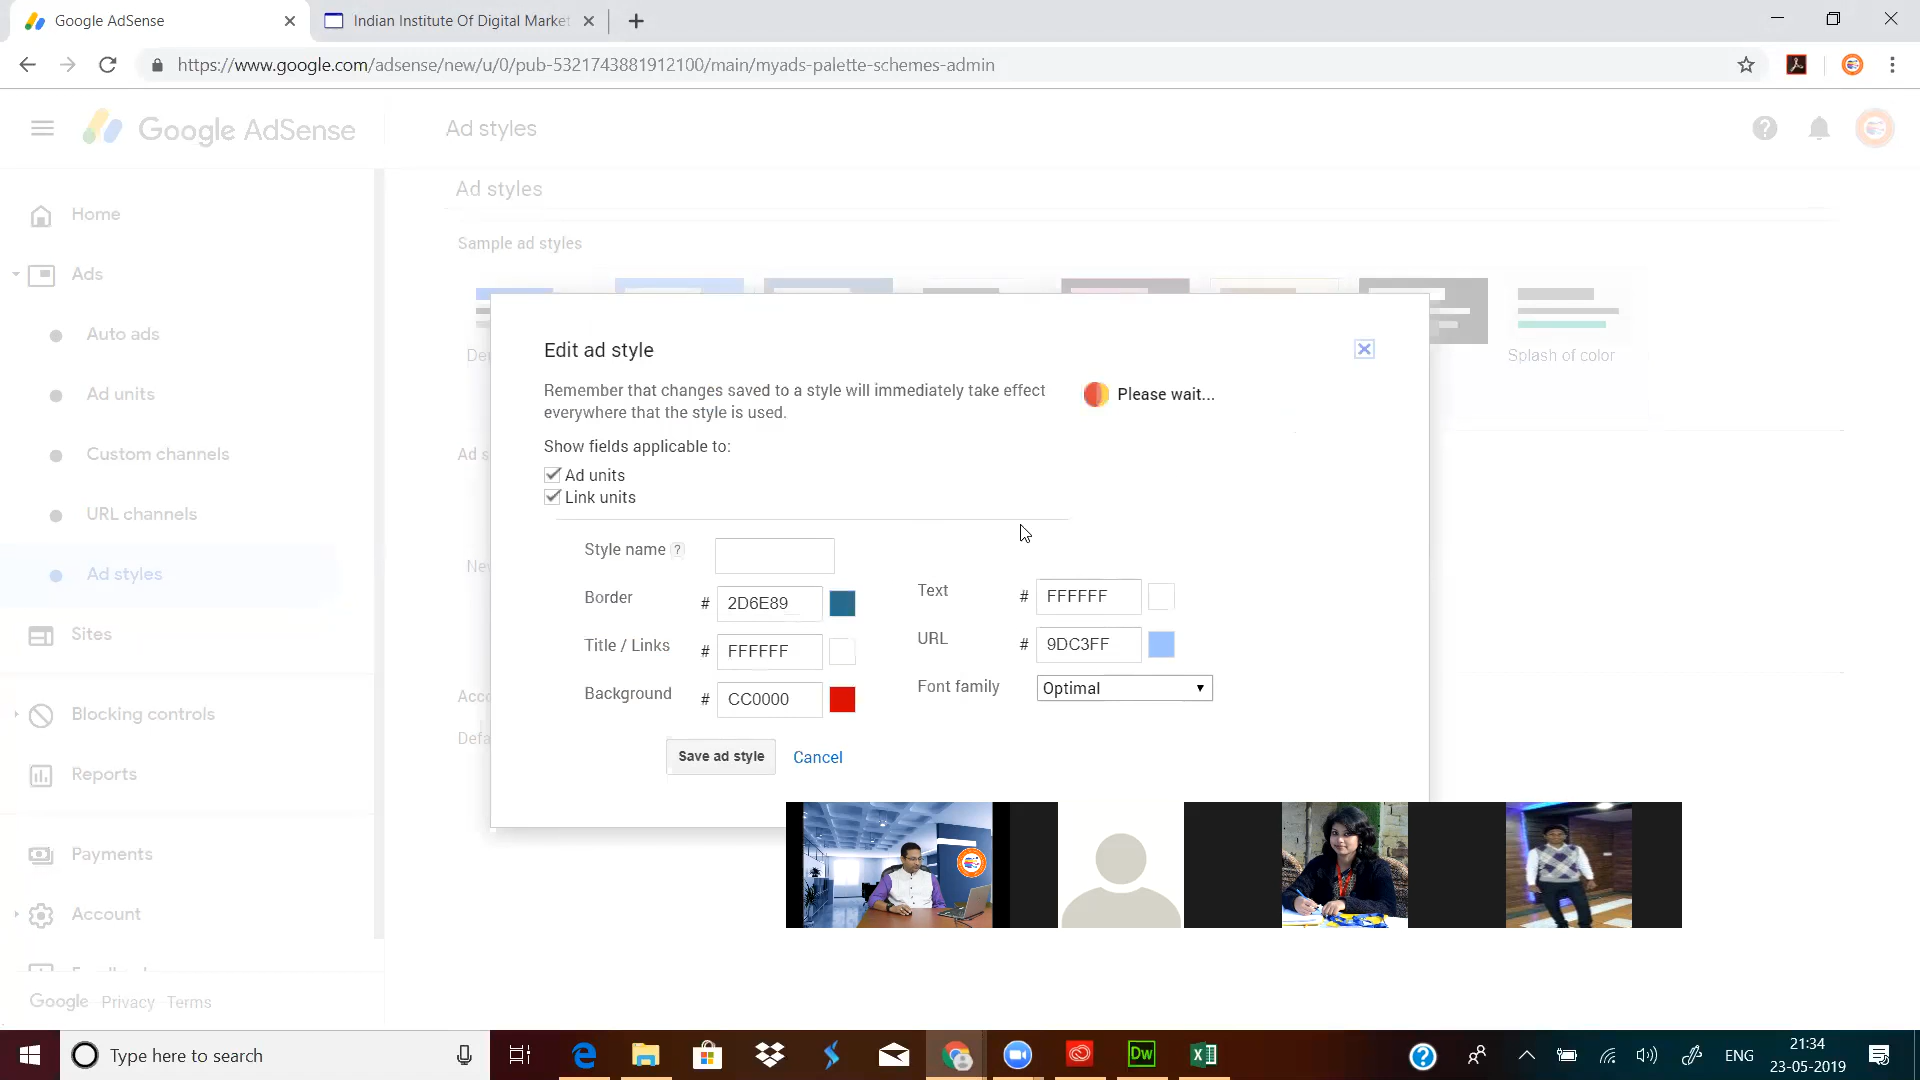 Google AdSense
Indian Institute Of Digital Market
https://www.google.com/adsense/new/u/0/pub-5321743881912100/main/myads-palette-schemes-admin
Google AdSense
Ad styles
Home
Ads
Auto ads
Ad units
Custom channels
URL channels
Ad styles
Sites
Blocking controls
Reports
Payments
Account
Google Privacy Terms
Ad styles
Sample ad styles
Splash of color
Edit ad style
Remember that changes saved to a style will immediately take effect
everywhere that the style is used.
Please wait...
Show fields applicable to:
Ad units
Link units
Style name ?
Border # 2D6E89
Title / Links # FFFFFF
Background # CC0000
Text # FFFFFF
URL # 9DC3FF
Font family Optimal
Save ad style Cancel
Type here to search
Dw
ENG
21:34
23-05-2019